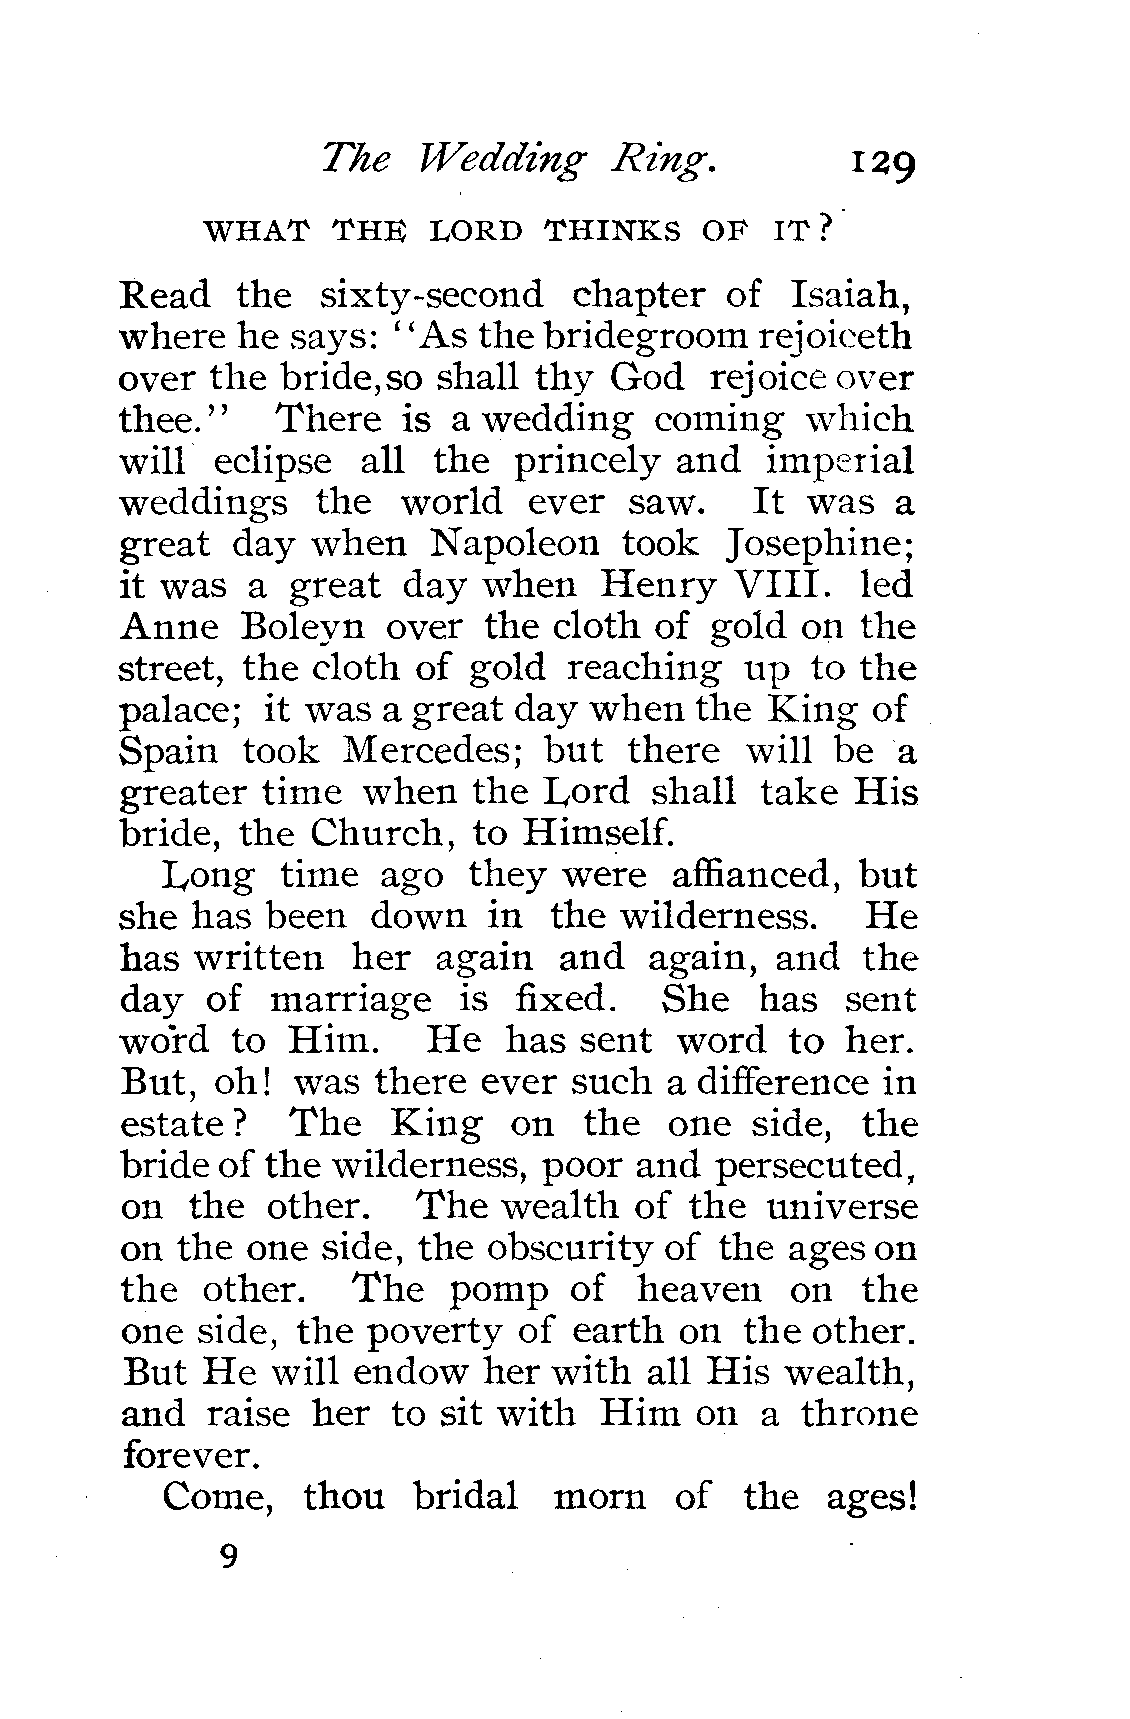 The Wedding Ring. 129
WHAT THE LORD THINKS OF IT?
Read the sixty-second chapter of Isaiah,
where he says: "As the bridegroom rejoiceth
over the bride, so shall thy God rejoice over
thee." There is a wedding coming which
will eclipse all the princely and imperial
weddings the world ever saw. It was a
great day when Napoleon took Josephine;
it was a great day when Henry VIII. led
Anne Boleyn over the cloth of gold on the
street, the cloth of gold reaching up to the
palace; it was a great day when the King of
Spain took Mercedes; but there will be a
greater time when the Lord shall take His
bride, the Church, to Himself.
Long time ago they were affianced, but
she has been down in the wilderness. He
has written her again and again, and the
day of marriage is fixed. She has sent
word to Him. He has sent word to her.
But, oh! was there ever such a difference in
estate? The King on the one side, the
bride of the wilderness, poor and persecuted,
on the other. The wealth of the universe
on the one side, the obscurity of the ages on
the other. The pomp of heaven on the
one side, the poverty of earth on the other.
But He will endow her with all His wealth,
and raise her to sit with Him on a throne
forever.
Come, thou bridal morn of the ages!
9